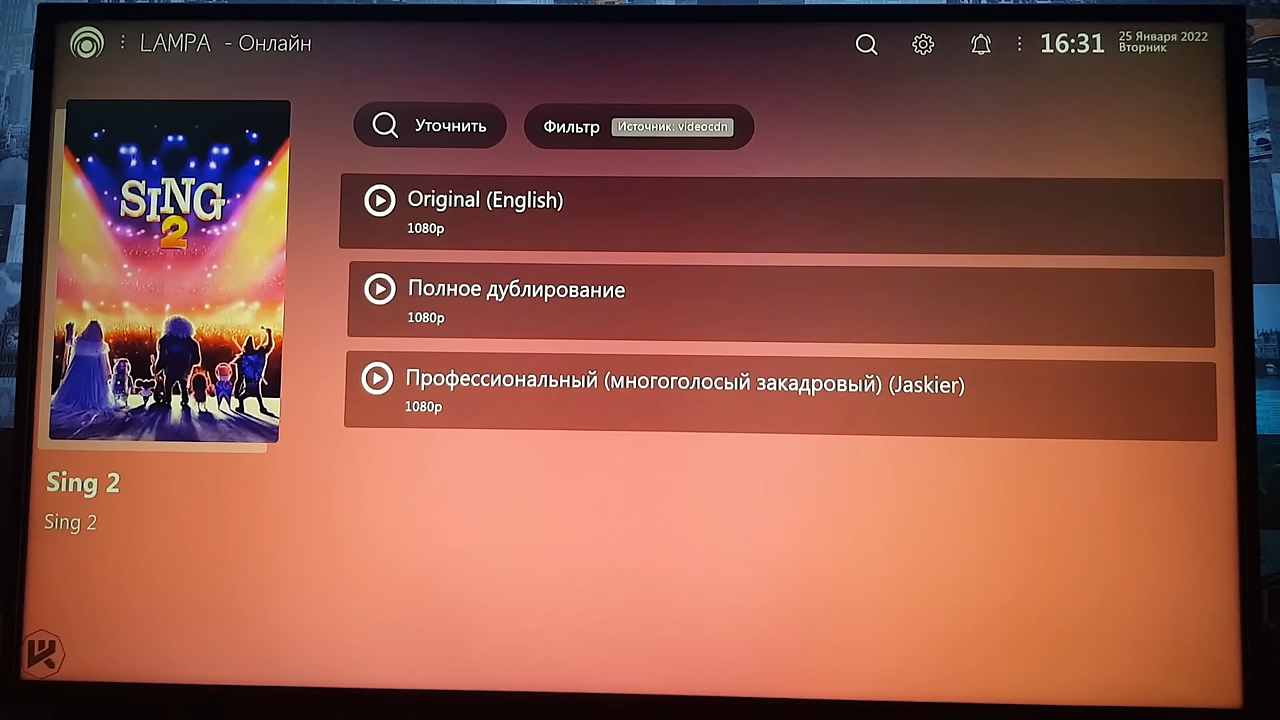 LAMPA - Онлайн
16:31
25 Января 2022
Вторник
SING
2
Уточнить
Фильтр Источник: videocdn
Original (English)
1080p
Полное дублирование
1080p
Профессиональный (многоголосый закадровый) (Jaskier)
1080p
Sing 2
Sing 2